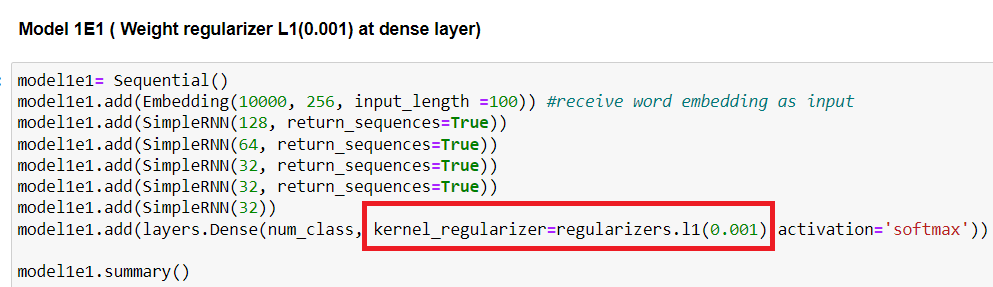 Model 1E1 ( Weight regularizer L1(0.001) at dense layer)
model1e1= Sequential()
model1e1.add(Embedding(10000, 256, input_length =100)) #receive word embedding as input
model1e1.add(SimpleRNN(128, return_sequences=True))
model1e1.add(SimpleRNN(64, return_sequences=True))
model1e1.add(SimpleRNN(32, return_sequences=True))
model1e1.add(SimpleRNN(32, return_sequences=True))
model1e1.add(SimpleRNN(32))
model1e1.add(layers.Dense(num_class, kernel_regularizer=regularizers.l1(0.001) activation='softmax'))
model1e1.summary()